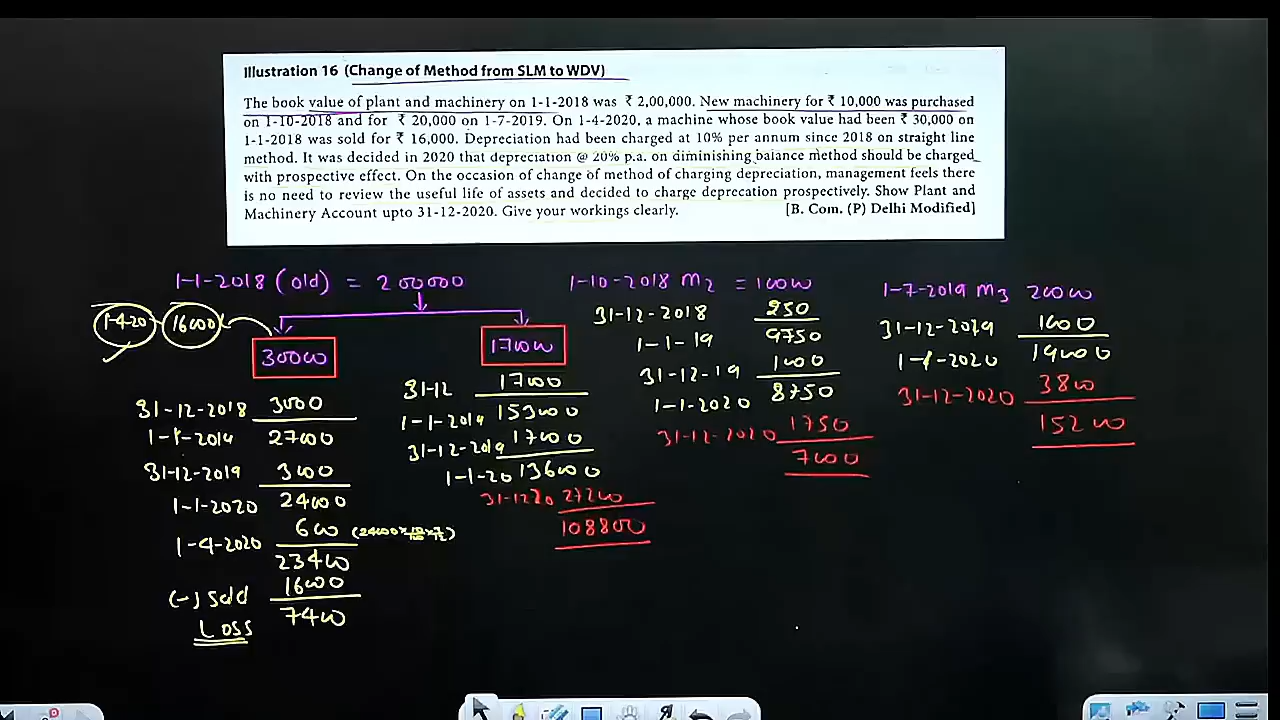 Illustration 16 (Change of Method from SLM to WDV)
The book value of plant and machinery on 1-1-2018 was ₹ 2,00,000. New machinery for ₹ 10,000 was purchased
on 1-10-2018 and for ₹ 20,000 on 1-7-2019. On 1-4-2020, a machine whose book value had been ₹ 30,000 on
1-1-2018 was sold for ₹ 16,000. Depreciation had been charged at 10% per annum since 2018 on straight line
method. It was decided in 2020 that depreciation @ 20% p.a. on diminishing balance method should be charged
with prospective effect. On the occasion of change of method of charging depreciation, management feels there
is no need to review the useful life of assets and decided to charge deprecation prospectively. Show Plant and
Machinery Account upto 31-12-2020. Give your workings clearly. [B. Com. (P) Delhi Modified]
1-1-2018 (old) = 200000
1-4-20 16000
30000
170000
31-12-2018 3000
1-1-2019 27000
31-12-2019 3000
1-1-2020 24000
1-4-2020 600
23400
(-) Sold 16000
Loss 7400
31-12 17000
1-1-2019 153000
31-12-2019 17000
1-1-20 136000
31-12-20 27200
108800
1-10-2018 M2 = 10000
31-12-2018 250
1-1-19 9750
31-12-19 1000
1-1-2020 8750
31-12-2020 1750
7000
1-7-2019 M3 20000
31-12-2019 1000
1-1-2020 19000
31-12-2020 3800
15200